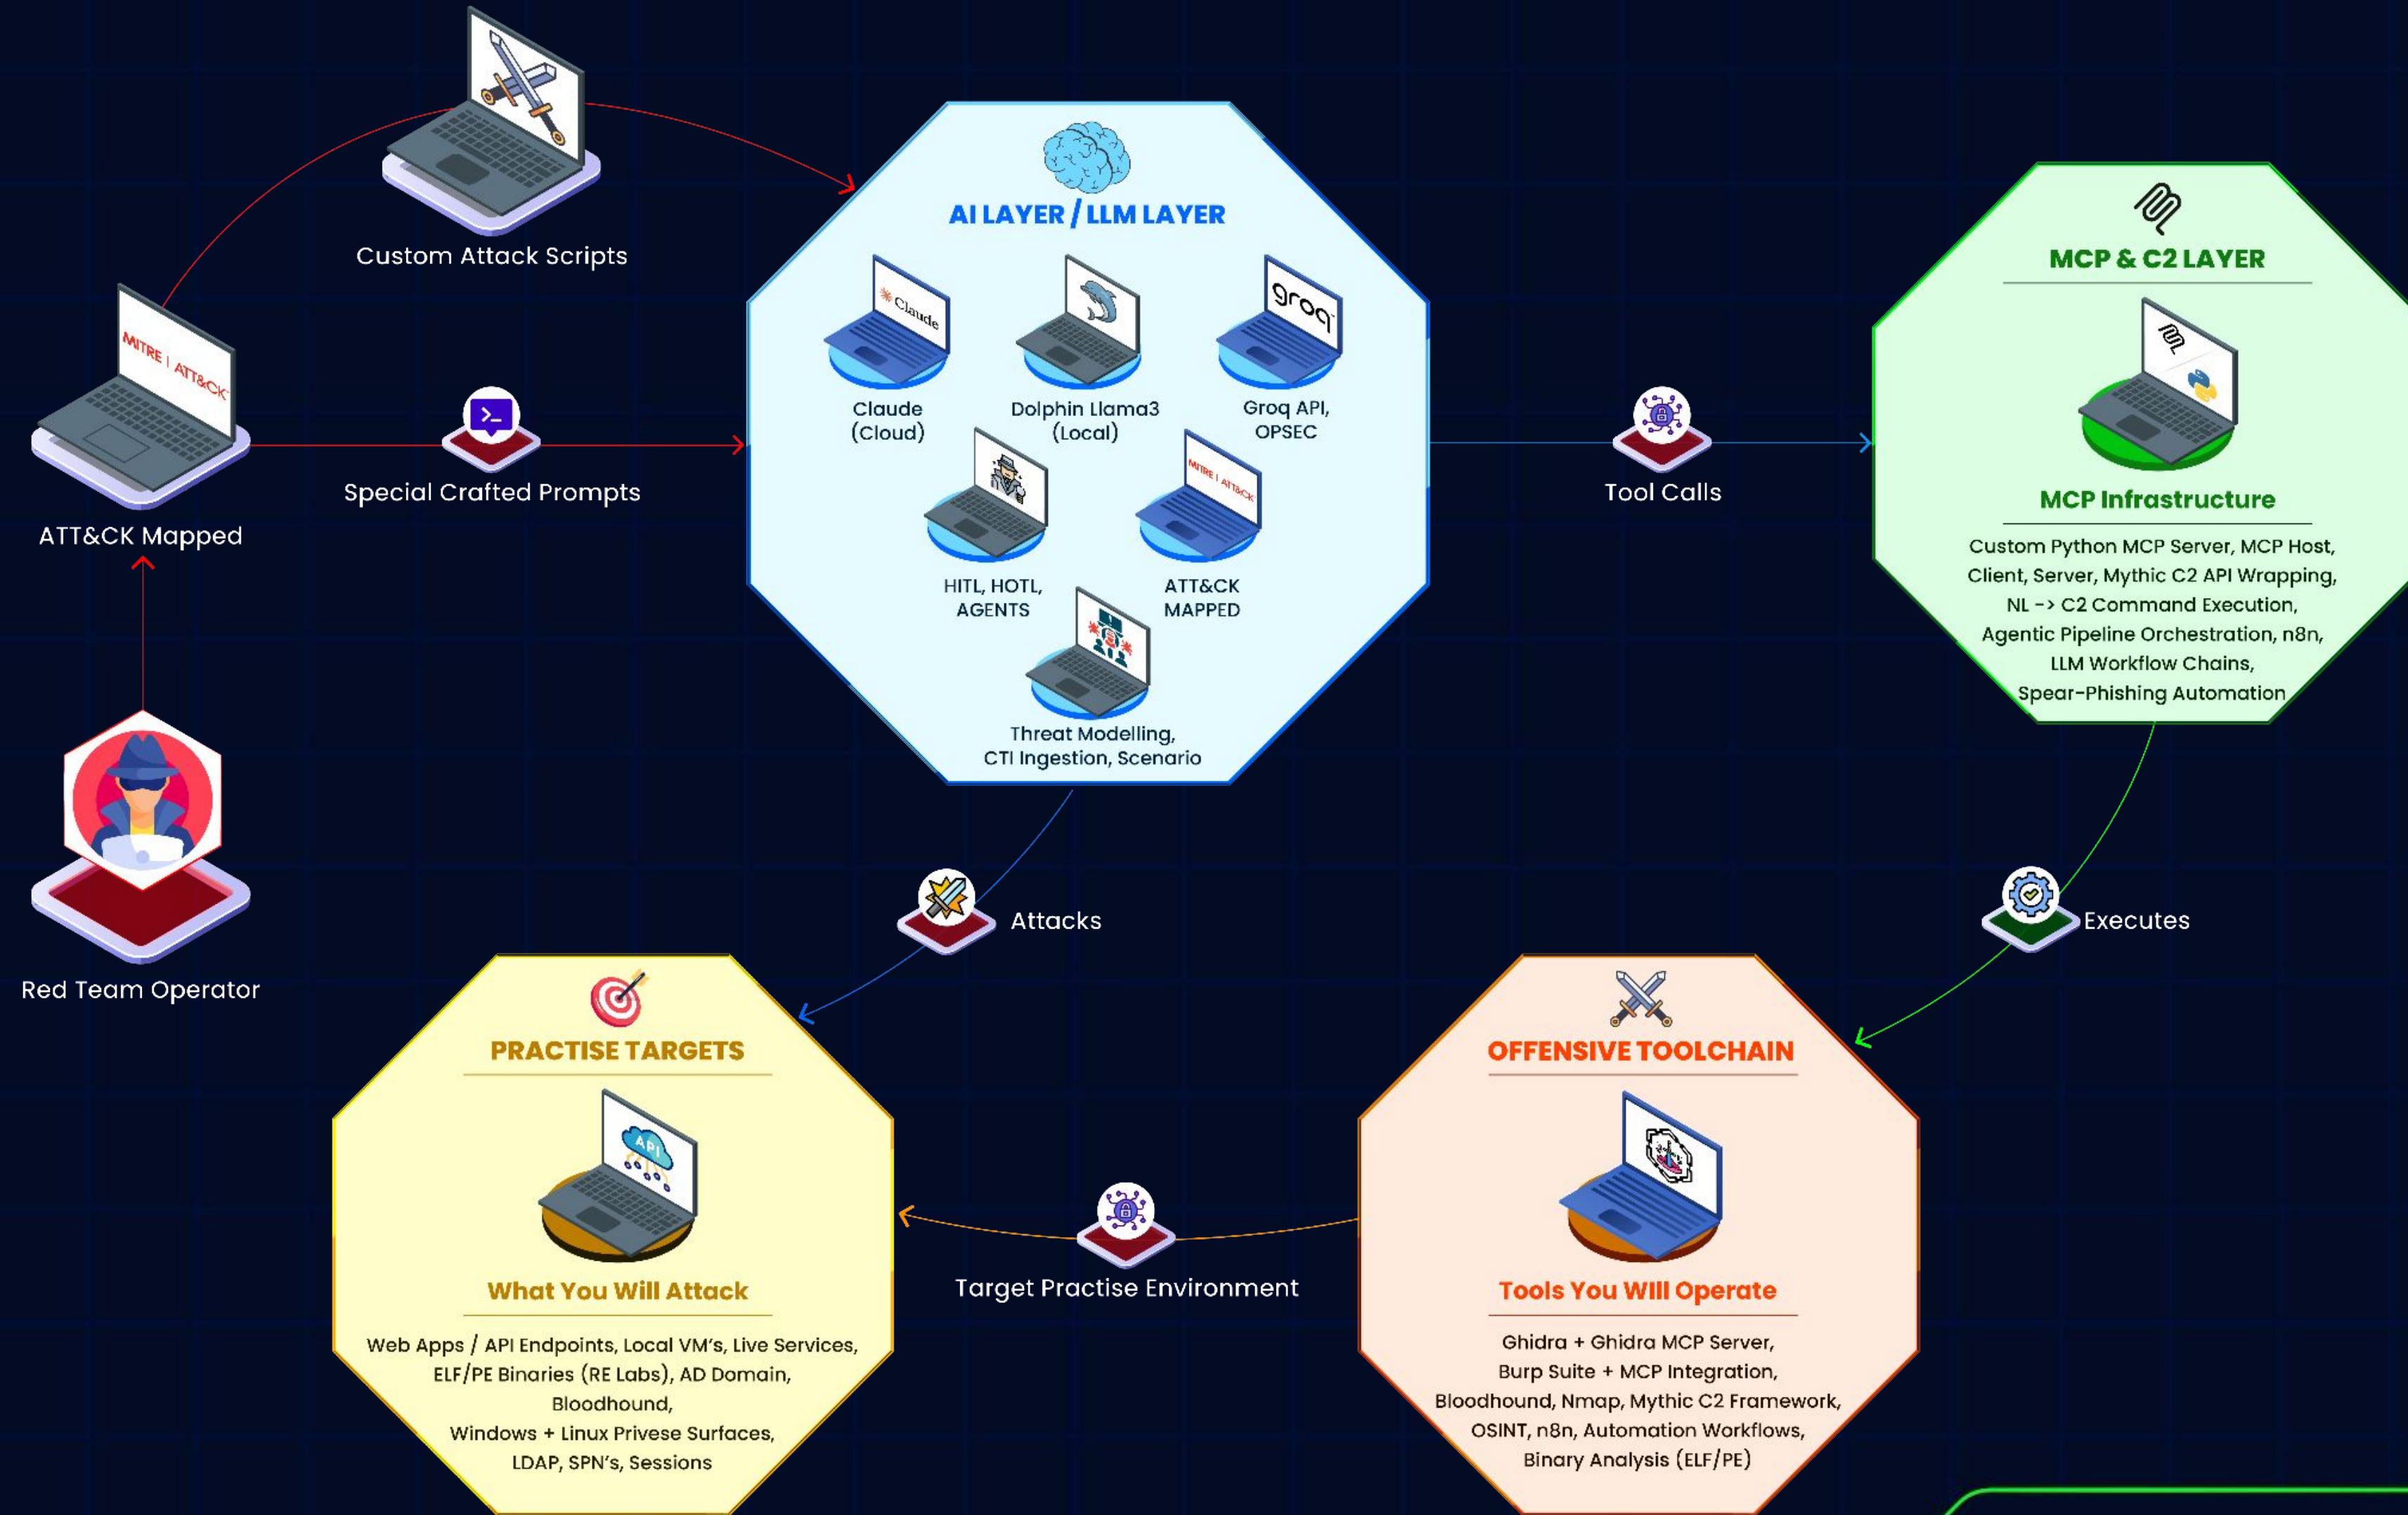 Custom Attack Scripts
MITRE | ATT&CK
ATT&CK Mapped
>_
Special Crafted Prompts
Red Team Operator
AI LAYER / LLM LAYER
Claude
groq
Claude
(Cloud)
Dolphin Llama3
(Local)
Groq API,
OPSEC
MITRE | ATT&CK
HITL, HOTL,
AGENTS
ATT&CK
MAPPED
Threat Modelling,
CTI Ingestion, Scenario
Tool Calls
MCP & C2 LAYER
MCP Infrastructure
Custom Python MCP Server, MCP Host,
Client, Server, Mythic C2 API Wrapping,
NL -> C2 Command Execution,
Agentic Pipeline Orchestration, n8n,
LLM Workflow Chains,
Spear-Phishing Automation
Attacks
Executes
PRACTISE TARGETS
API
What You Will Attack
Web Apps / API Endpoints, Local VM's, Live Services,
ELF/PE Binaries (RE Labs), AD Domain,
Bloodhound,
Windows + Linux Privese Surfaces,
LDAP, SPN's, Sessions
Target Practise Environment
OFFENSIVE TOOLCHAIN
Tools You WIll Operate
Ghidra + Ghidra MCP Server,
Burp Suite + MCP Integration,
Bloodhound, Nmap, Mythic C2 Framework,
OSINT, n8n, Automation Workflows,
Binary Analysis (ELF/PE)